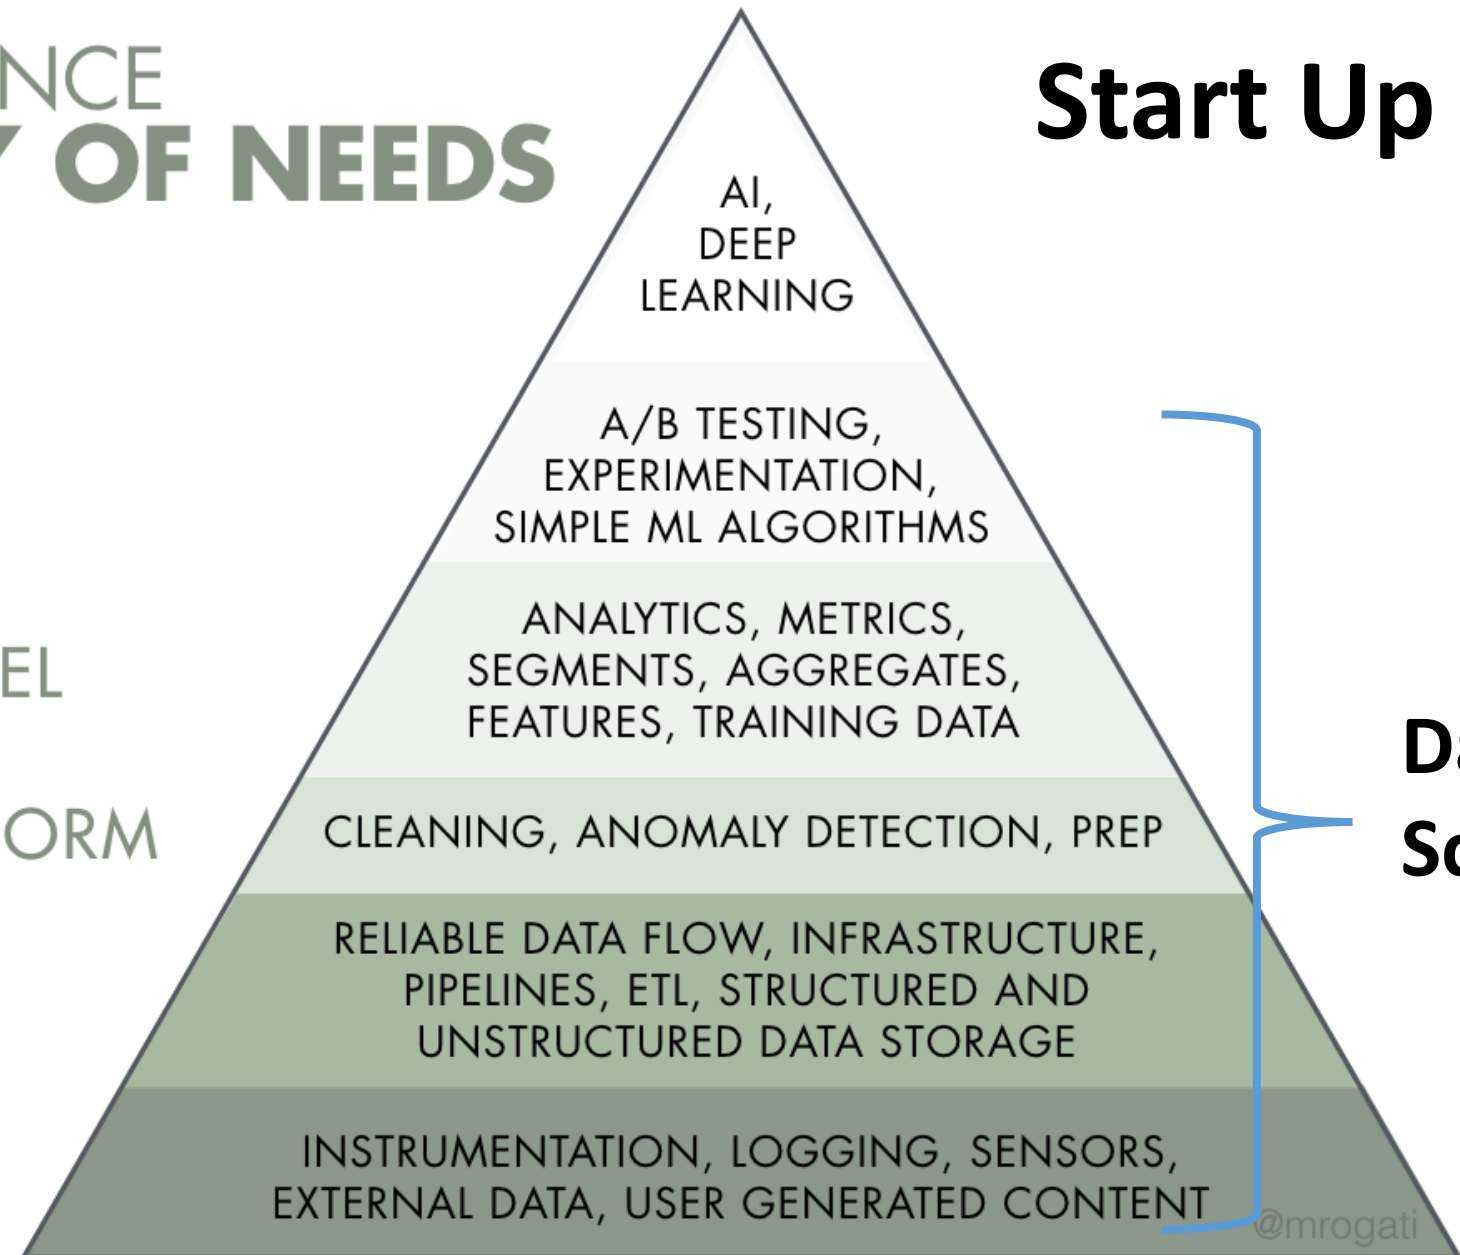 NCE
Y OF NEEDS
Start Up
AI,
DEEP
LEARNING
A/B TESTING,
EXPERIMENTATION,
SIMPLE ML ALGORITHMS
ANALYTICS, METRICS,
SEGMENTS, AGGREGATES,
FEATURES, TRAINING DATA
EL
CLEANING, ANOMALY DETECTION, PREP
ORM
RELIABLE DATA FLOW, INFRASTRUCTURE,
PIPELINES, ETL, STRUCTURED AND
UNSTRUCTURED DATA STORAGE
INSTRUMENTATION, LOGGING, SENSORS,
EXTERNAL DATA, USER GENERATED CONTENT
Da
Sc
@mrogati